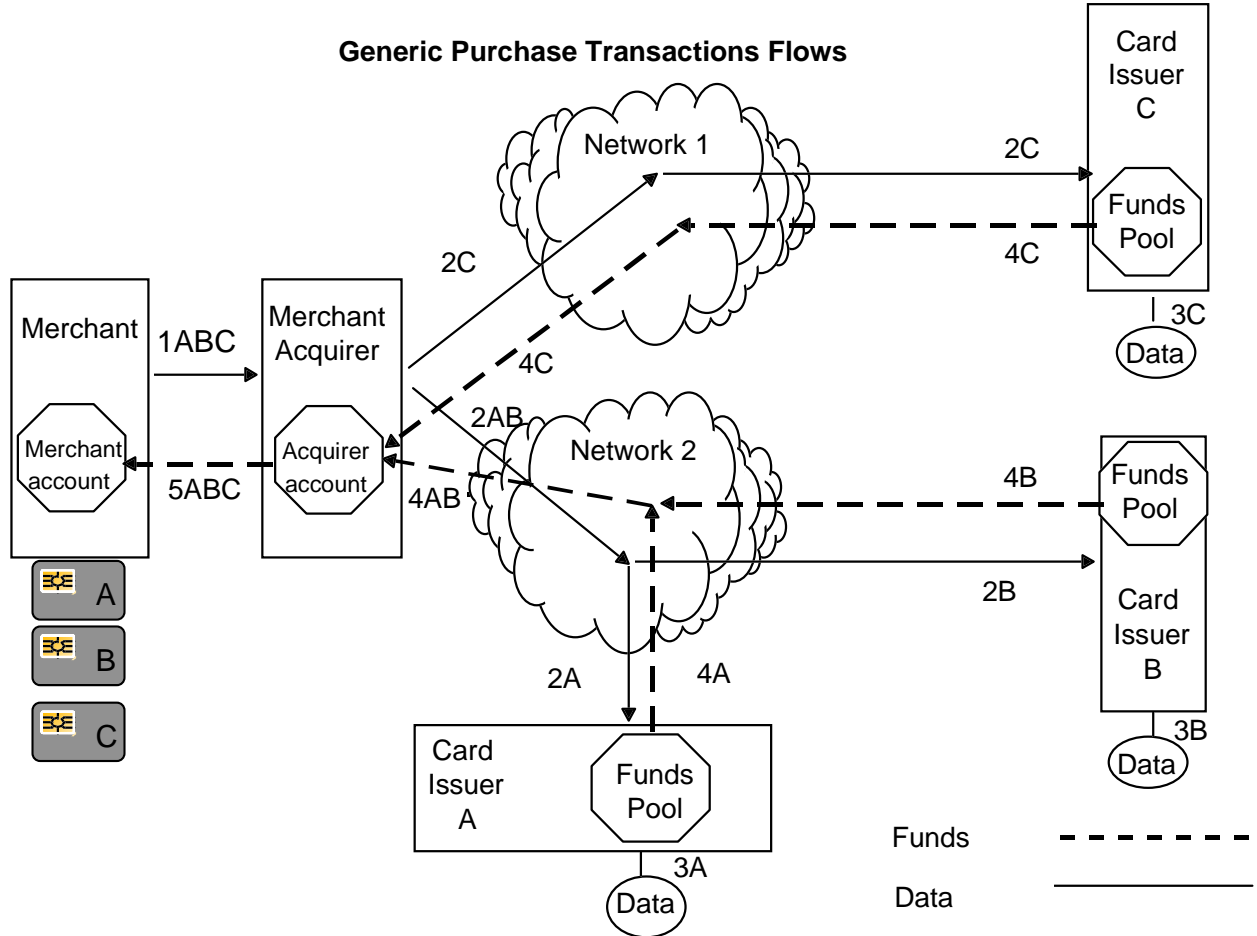 Generic Purchase Transactions Flows
Card
Issuer
C
Network 1
2C
Funds
Pool
4C
2C
3C
Data
Merchant
1ABC
Merchant
Acquirer
4C
2AB
Network 2
Merchant
account
5ABC
Acquirer
account
4AB
4B
Funds
Pool
2B
Card
Issuer
B
3B
Data
A
B
C
2A
4A
Card
Issuer
A
Funds
Pool
3A
Data
Funds
Data